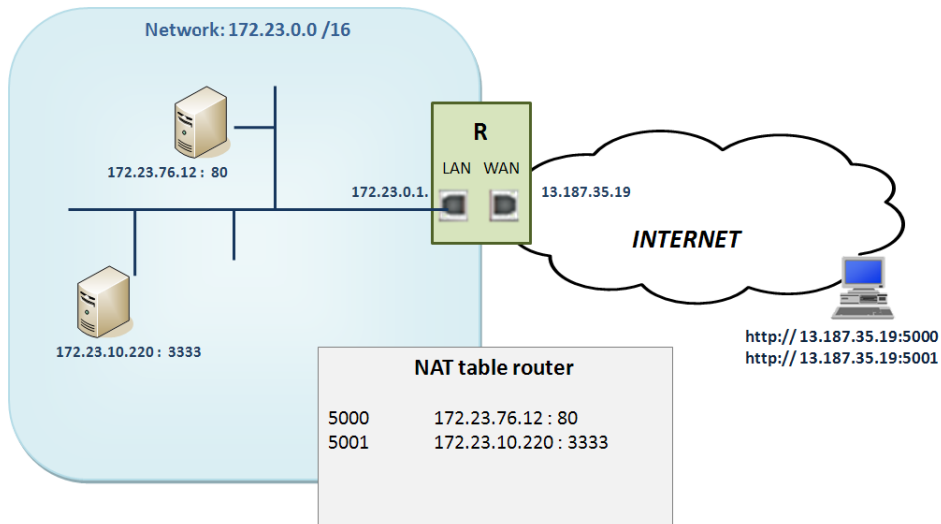 Network: 172.23.0.0 /16
172.23.76.12 : 80
R
LAN WAN
172.23.0.1.
13.187.35.19
INTERNET
172.23.10.220 : 3333
http:// 13.187.35.19:5000
http:// 13.187.35.19:5001
NAT table router
5000 172.23.76.12 : 80
5001 172.23.10.220 : 3333